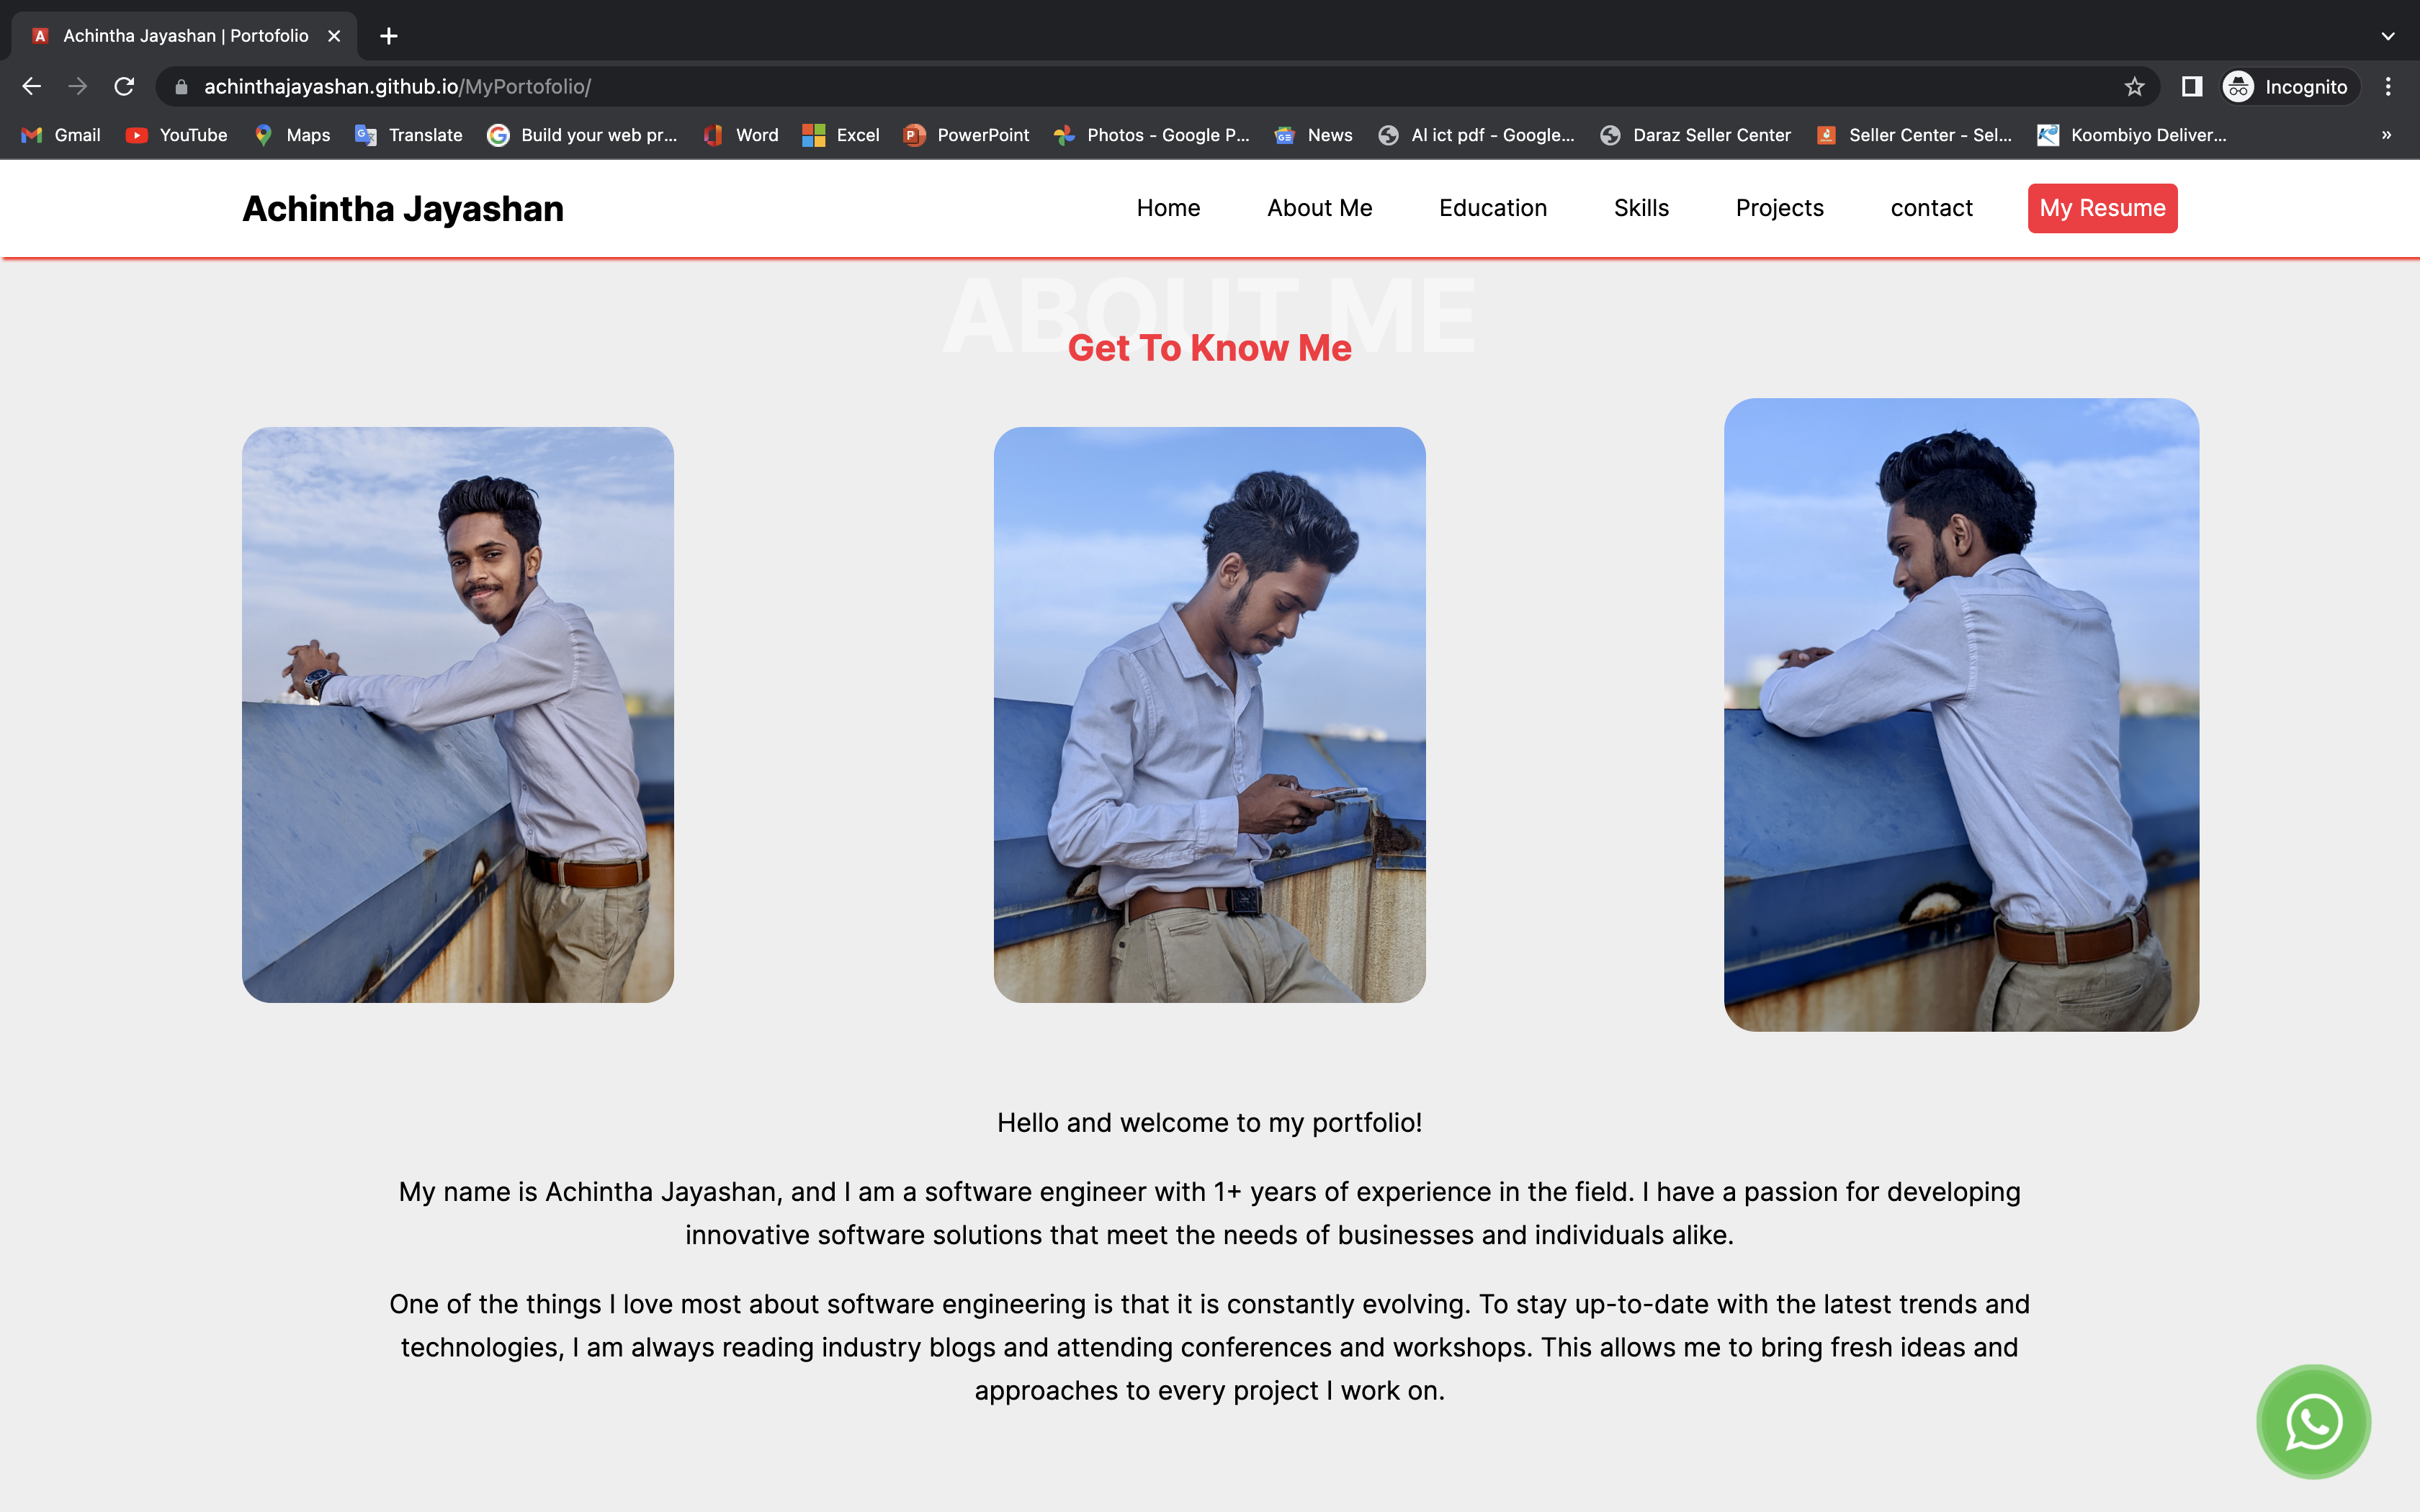 Achintha Jayashan | Portofolio
achinthajayashan.github.io/MyPortofolio/
Incognito
Gmail YouTube Maps Translate Build your web pr... Word Excel PowerPoint Photos - Google P... News Al ict pdf - Google... Daraz Seller Center Seller Center - Sel... Koombiyo Deliver... »
Achintha Jayashan Home About Me Education Skills Projects contact My Resume
ABOUT ME
Get To Know Me
Hello and welcome to my portfolio!
My name is Achintha Jayashan, and I am a software engineer with 1+ years of experience in the field. I have a passion for developing
innovative software solutions that meet the needs of businesses and individuals alike.
One of the things I love most about software engineering is that it is constantly evolving. To stay up-to-date with the latest trends and
technologies, I am always reading industry blogs and attending conferences and workshops. This allows me to bring fresh ideas and
approaches to every project I work on.